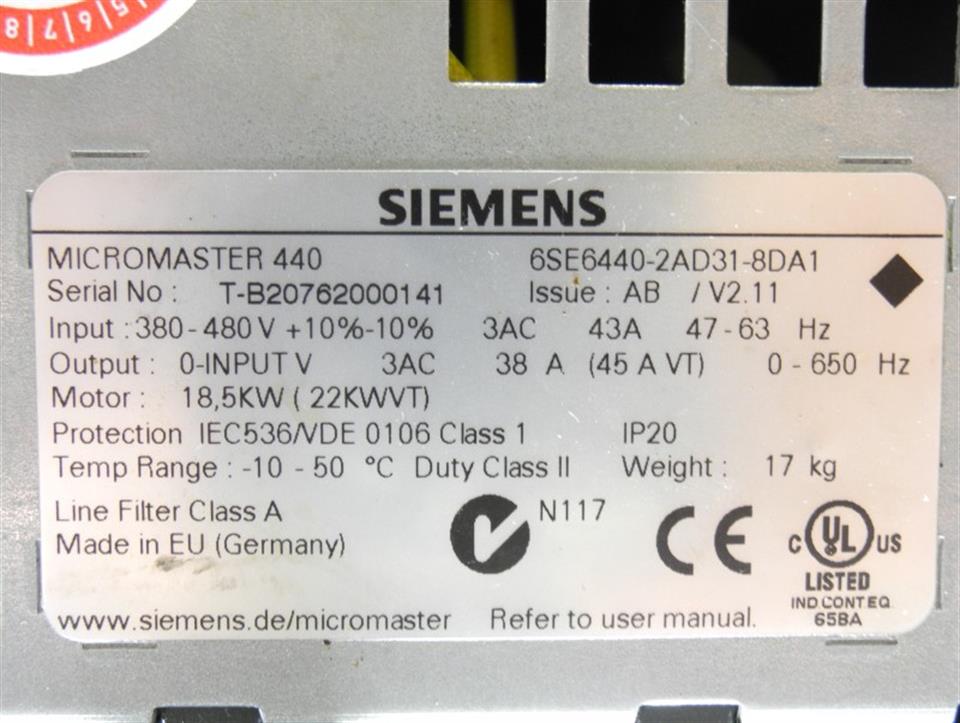 5|6|7|8
SIEMENS
MICROMASTER 440 6SE6440-2AD31-8DA1
Serial No : T-B20762000141 Issue : AB / V2.11
Input : 380 - 480 V +10%-10% 3AC 43A 47 - 63 Hz
Output : 0-INPUT V 3AC 38 A (45 A VT) 0 - 650 Hz
Motor : 18,5KW ( 22KWVT)
Protection IEC536/VDE 0106 Class 1 IP20
Temp Range : -10 - 50 °C Duty Class II Weight : 17 kg
Line Filter Class A N117
Made in EU (Germany) CE c UL US
LISTED
IND CONT.EQ
65BA
www.siemens.de/micromaster Refer to user manual.